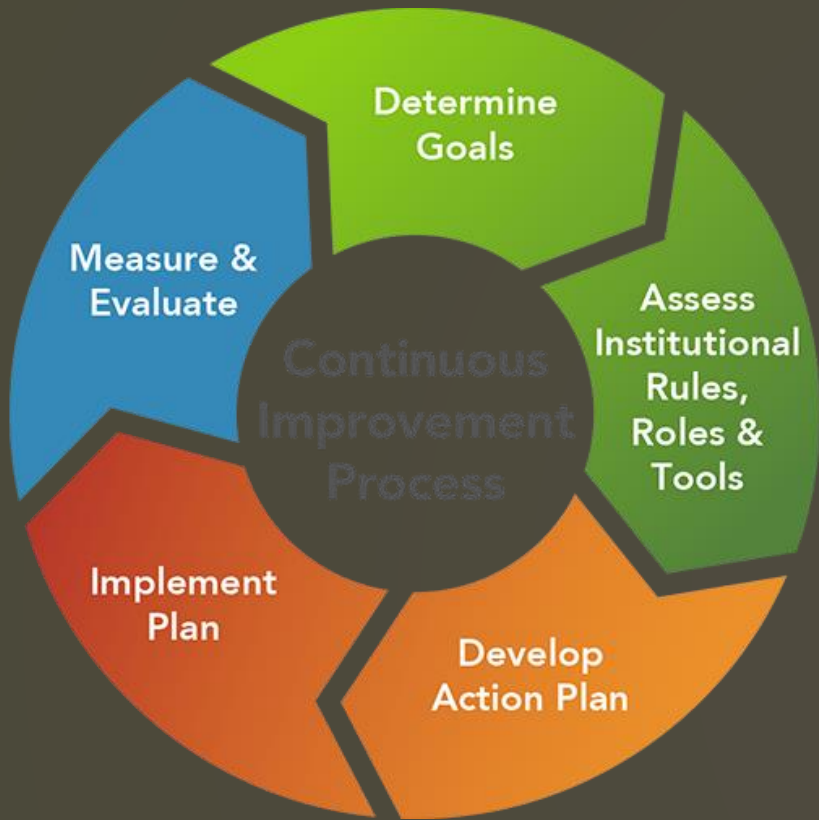 Determine
Goals
Assess
Institutional
Rules,
Roles &
Tools
Develop
Action Plan
Implement
Plan
Measure &
Evaluate
Continuous
Improvement
Process